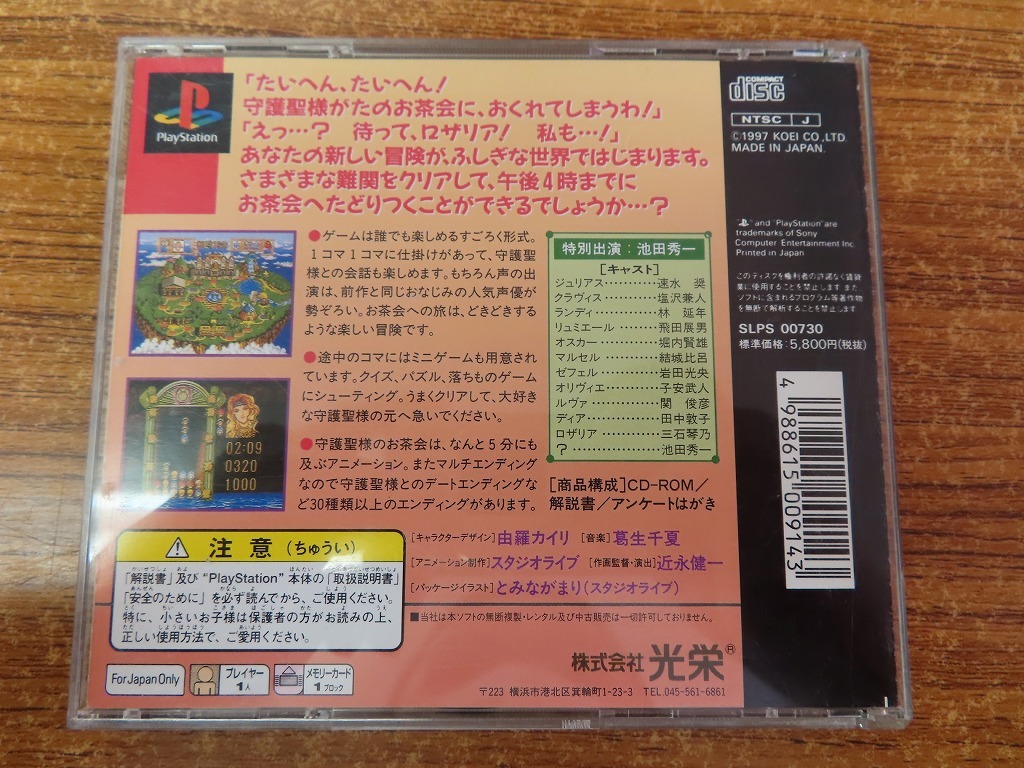 PlayStation
「たいへん、たいへん!
守護聖様がたのお茶会に、おくれてしまうわ!」
「えっ…? 待って、ロザリア! 私も…!」
あなたの新しい冒険が、ふしぎな世界ではじまります。
さまざまな難関をクリアして、午後4時までに
お茶会へたどりつくことができるでしょうか…?
●ゲームは誰でも楽しめるすごろく形式。
1コマ1コマに仕掛けがあって、守護聖
様との会話も楽しめます。もちろん声の出
演は、前作と同じおなじみの人気声優が
勢ぞろい。お茶会への旅は、どきどきする
ような楽しい冒険です。
●途中のコマにはミニゲームも用意され
ています。クイズ、パズル、落ちものゲーム
にシューティング。うまくクリアして、大好き
な守護聖様の元へ急いでください。
●守護聖様のお茶会は、なんと5分にも
及ぶアニメーション。またマルチエンディング
なので守護聖様とのデートエンディングな
ど30種類以上のエンディングがあります。
02:09
0320
1000
特別出演:池田秀一
[キャスト]
ジュリアス…………速水 奨
クラヴィス…………塩沢兼人
ランディ……………林 延年
リュミエール………飛田展男
オスカー……………堀内賢雄
マルセル……………結城比呂
ゼフェル……………岩田光央
オリヴィエ…………子安武人
ルヴァ………………関 俊彦
ディア………………田中敦子
ロザリア……………三石琴乃
?……………………池田秀一
[商品構成]CD-ROM/
解説書/アンケートはがき
[キャラクターデザイン]由羅カイリ [音楽]葛生千夏
[アニメーション制作]スタジオライブ [作画監督・演出]近永健一
[パッケージイラスト]とみながまり(スタジオライブ)
■当社は本ソフトの無断複製・レンタル及び中古販売は一切許可しておりません。
株式会社 光栄®
〒223 横浜市港北区箕輪町1-23-3 TEL.045-561-6861
注意(ちゅうい)
「解説書」及び“PlayStation”本体の「取扱説明書」
「安全のために」を必ず読んでから、ご使用ください。
特に、小さいお子様は保護者の方がお読みの上、
正しい使用方法で、ご愛用ください。
For Japan Only
プレイヤー
1人
メモリーカード
1ブロック
COMPACT
disc
NTSC J
©1997 KOEI CO.,LTD.
MADE IN JAPAN.
"PS" and "PlayStation" are
trademarks of Sony
Computer Entertainment Inc.
Printed in Japan
このディスクを権利者の許諾なく賃貸
業に使用することを禁止します また
ソフトに含まれるプログラム等著作物
を無断で解析することを禁止します
SLPS 00730
標準価格:5,800円(税抜)
4 988615 009143